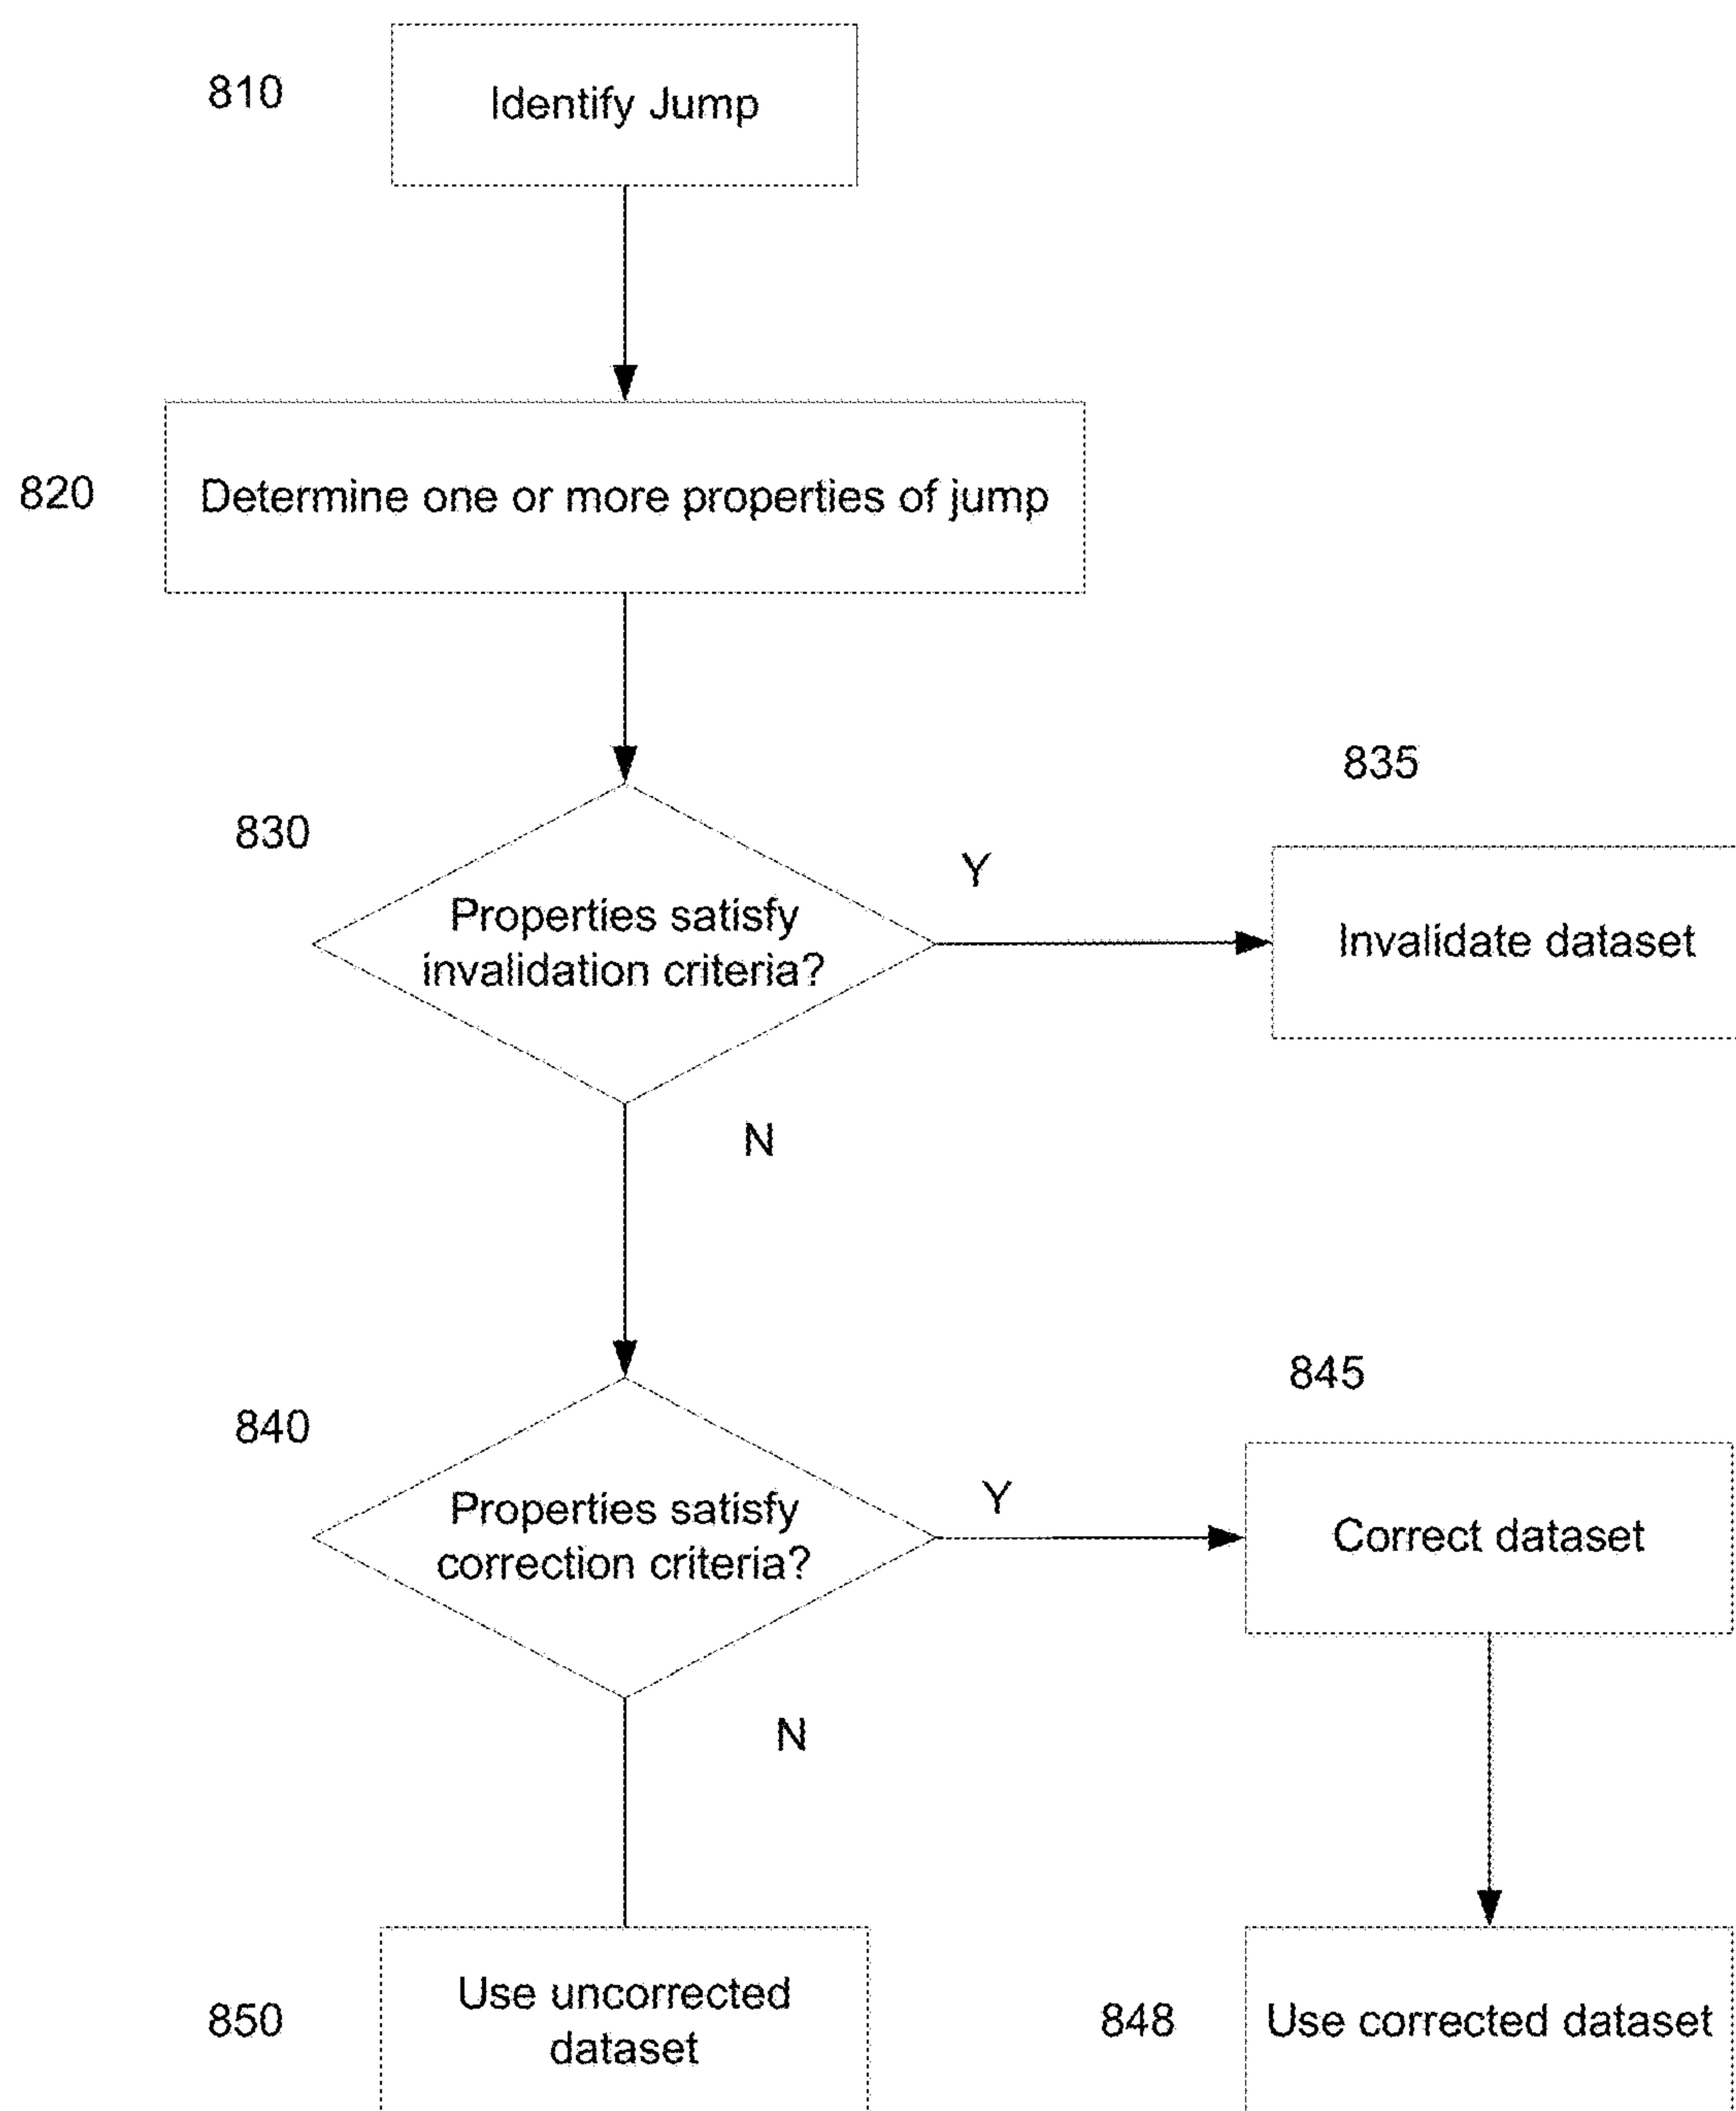 810
Identify Jump
820
Determine one or more properties of jump
830
Properties satisfy
invalidation criteria?
Y
835
Invalidate dataset
N
840
Properties satisfy
correction criteria?
Y
845
Correct dataset
N
850
Use uncorrected
dataset
848
Use corrected dataset